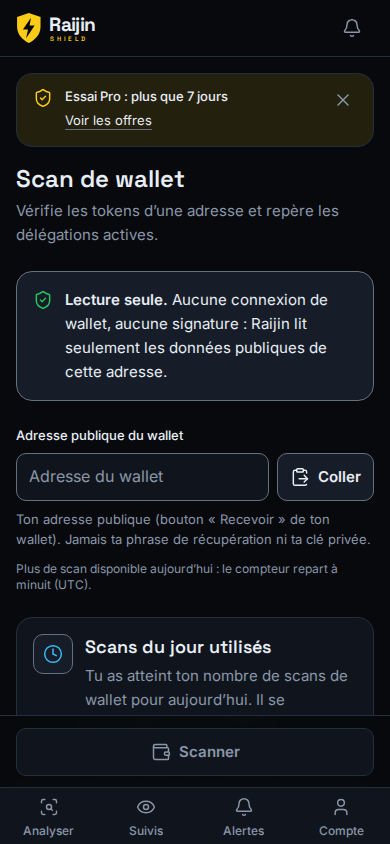 Raijin
SHIELD
Essai Pro : plus que 7 jours
Voir les offres
Scan de wallet
Vérifie les tokens d’une adresse et repère les
délégations actives.
Lecture seule. Aucune connexion de
wallet, aucune signature : Raijin lit
seulement les données publiques de
cette adresse.
Adresse publique du wallet
Adresse du wallet
Coller
Ton adresse publique (bouton « Recevoir » de ton
wallet). Jamais ta phrase de récupération ni ta clé privée.
Plus de scan disponible aujourd’hui : le compteur repart à
minuit (UTC).
Scans du jour utilisés
Tu as atteint ton nombre de scans de
wallet pour aujourd’hui. Il se
Scanner
Analyser
Suivis
Alertes
Compte